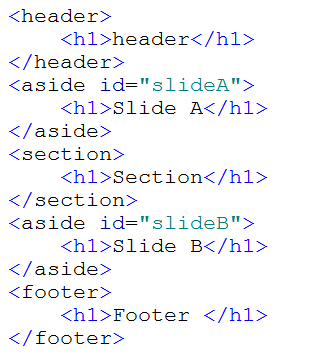 <header>
    <h1>header</h1>
</header>
<aside id="slideA">
    <h1>Slide A</h1>
</aside>
<section>
    <h1>Section</h1>
</section>
<aside id="slideB">
    <h1>Slide B</h1>
</aside>
<footer>
    <h1>Footer </h1>
</footer>